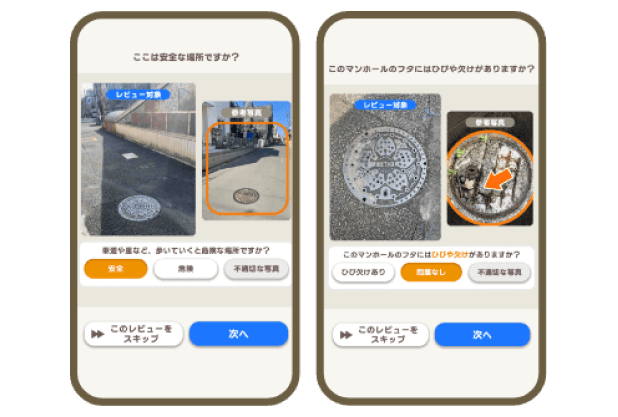 ここは安全な場所ですか？
レビュー対象
参考写真
車道や崖など、歩いていくと危険な場所ですか？
安全
危険
不適切な写真
このレビューを
スキップ
次へ
このマンホールのフタにはひびや欠けがありますか？
レビュー対象
参考写真
このマンホールのフタにはひびや欠けがありますか？
ひび欠けあり
問題なし
不適切な写真
このレビューを
スキップ
次へ